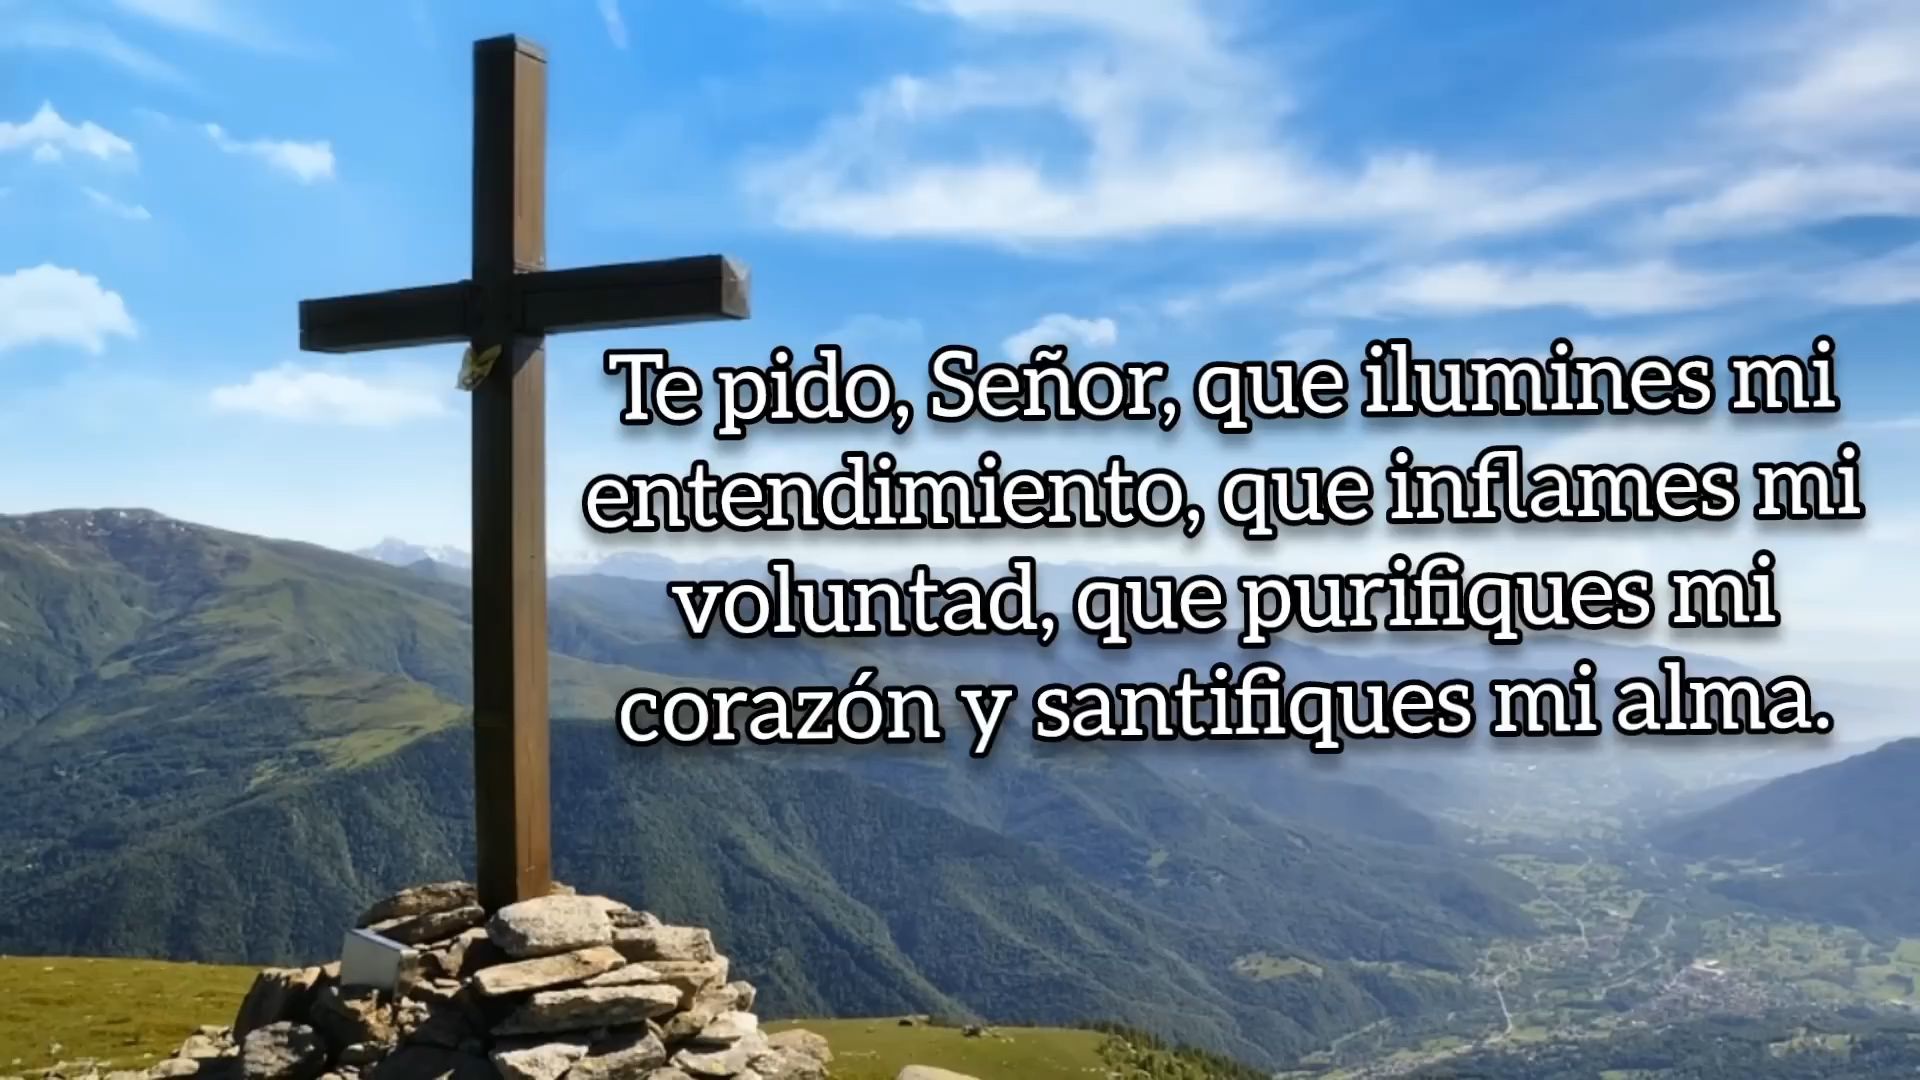 Te pido, Señor, que ilumines mi
entendimiento, que inflames mi
voluntad, que purifiques mi
corazón y santifiques mi alma.